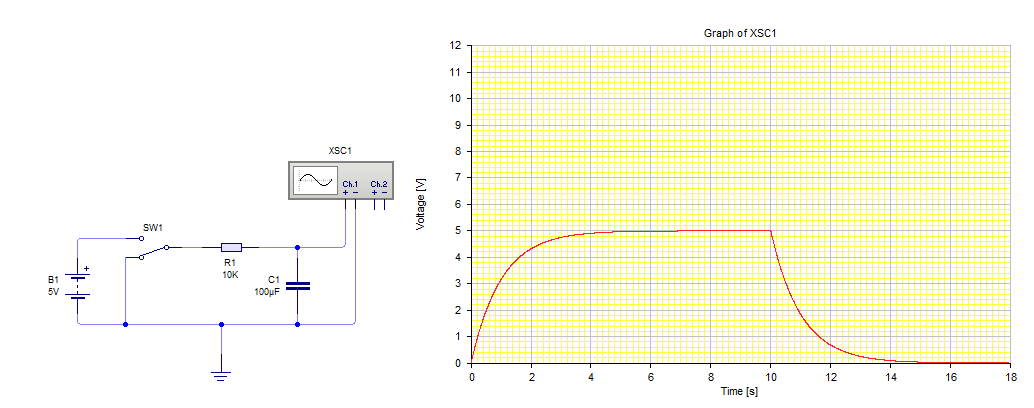 XSC1
Ch.1 Ch.2
+ − + −
SW1
B1
5V
+
R1
10K
C1
100µF
Graph of XSC1
Voltage [V]
12
11
10
9
8
7
6
5
4
3
2
1
0
0 2 4 6 8 10 12 14 16 18
Time [s]